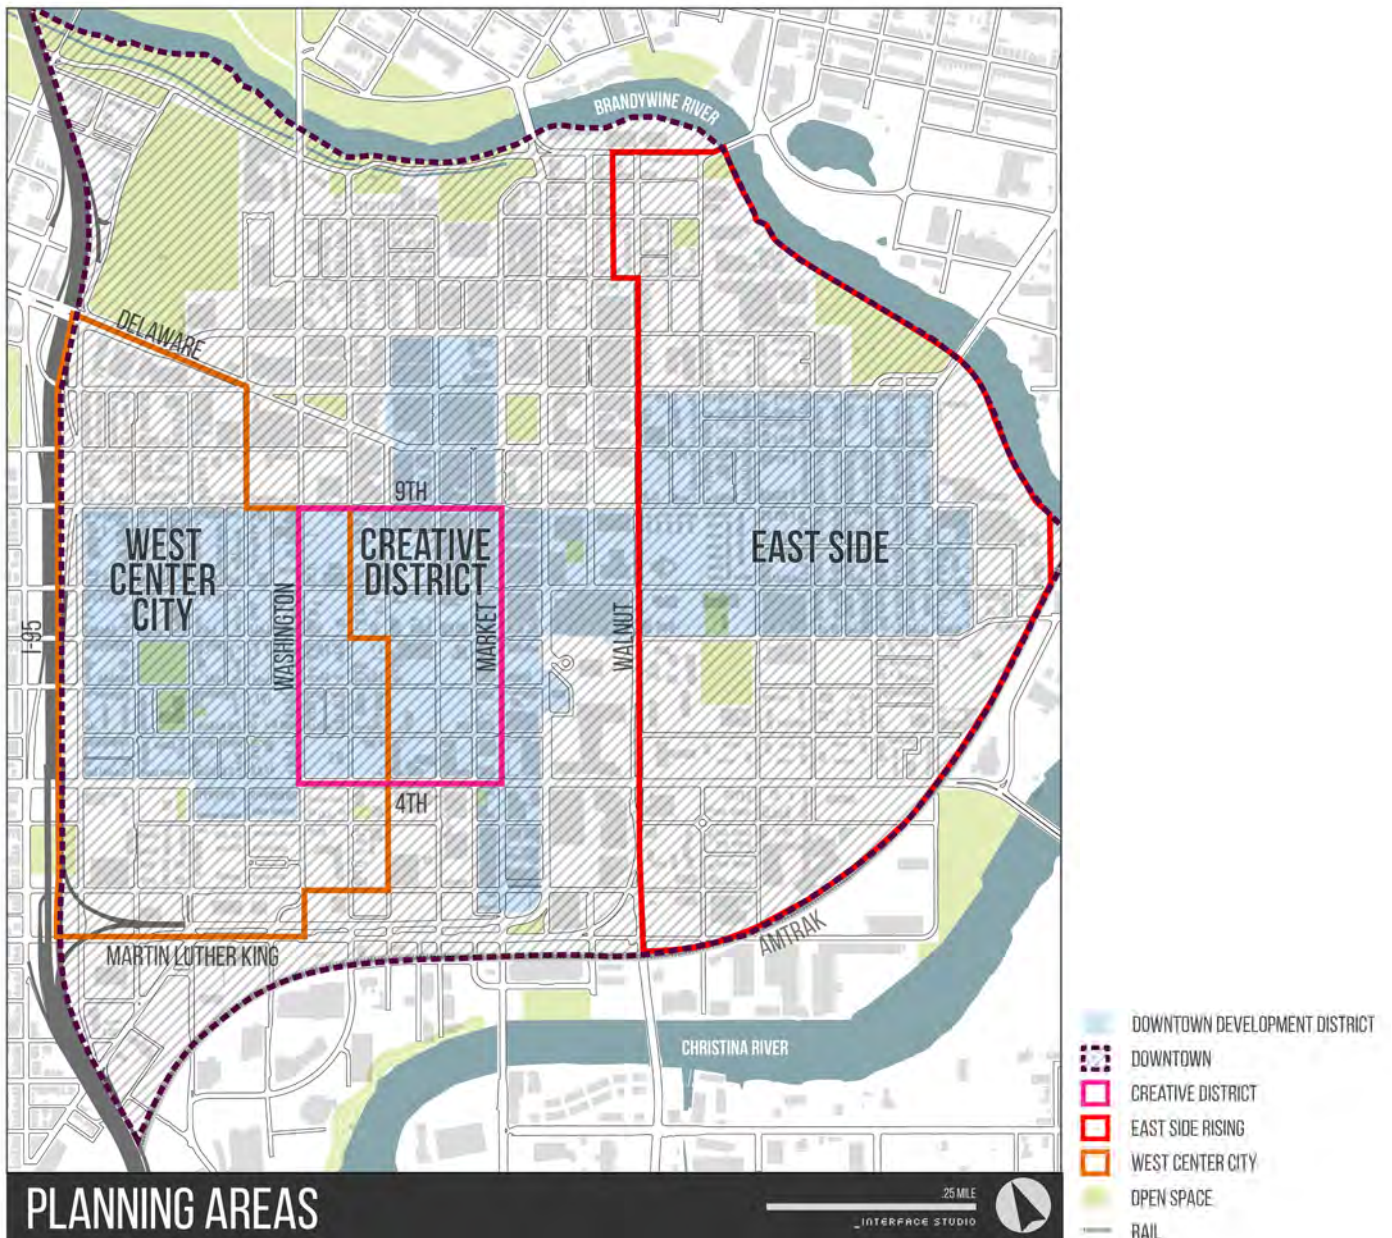 BRANDYWINE RIVER
DELAWARE
9TH
WEST
CENTER
CITY
CREATIVE
DISTRICT
EAST SIDE
I-95
WASHINGTON
MARKET
WALNUT
4TH
MARTIN LUTHER KING
AMTRAK
CHRISTINA RIVER
DOWNTOWN DEVELOPMENT DISTRICT
DOWNTOWN
CREATIVE DISTRICT
EAST SIDE RISING
WEST CENTER CITY
OPEN SPACE
RAIL
PLANNING AREAS
.25 MILE
_INTERFACE STUDIO